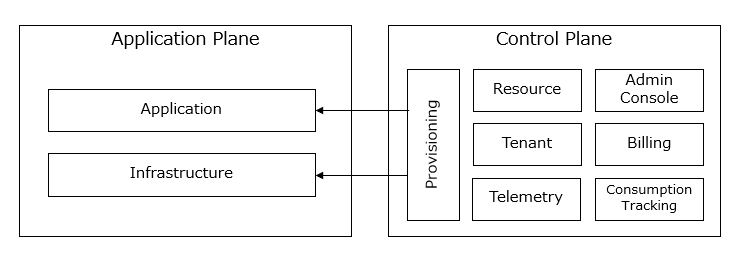 Application Plane
Application
Infrastructure
Control Plane
Provisioning
Resource
Admin
Console
Tenant
Billing
Telemetry
Consumption
Tracking